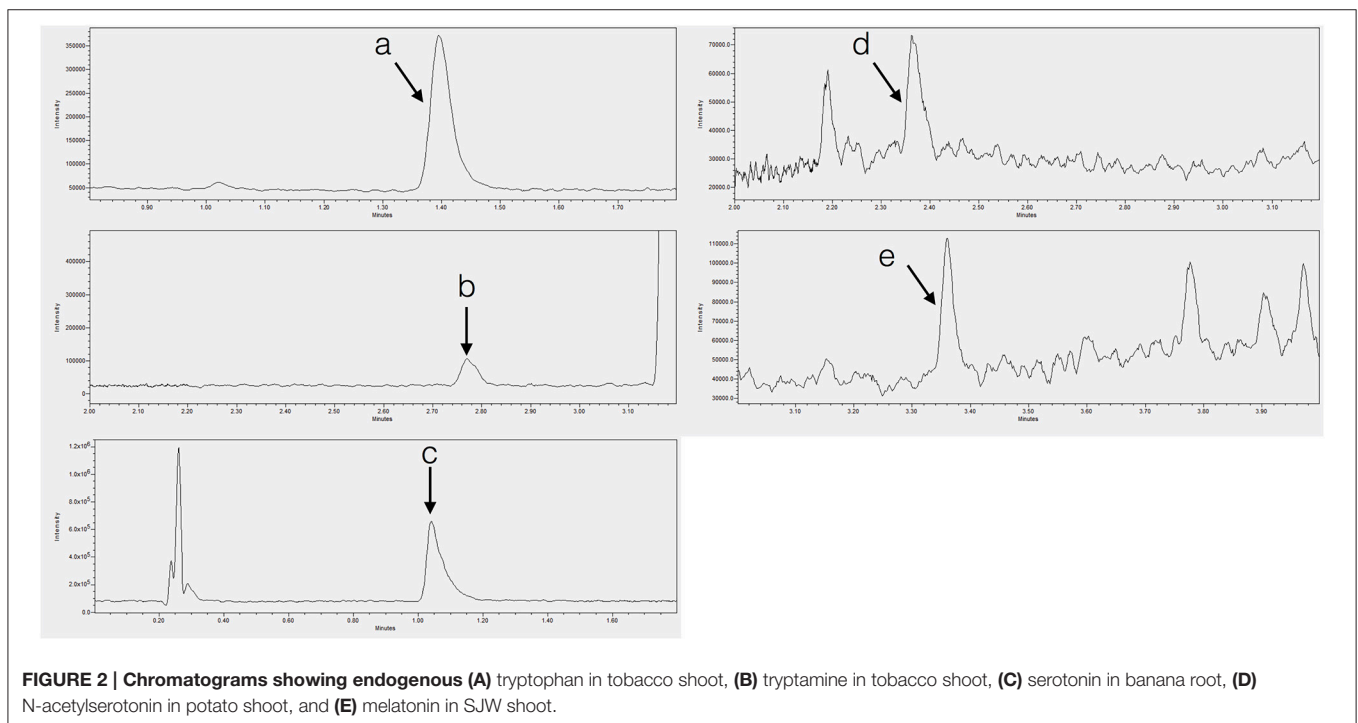 a
350000
300000
250000
200000
150000
100000
50000
Intensity
0.90 1.00 1.10 1.20 1.30 1.40 1.50 1.60 1.70
Minutes
b
400000
300000
200000
100000
0
Intensity
2.00 2.10 2.20 2.30 2.40 2.50 2.60 2.70 2.80 2.90 3.00 3.10
Minutes
c
1.2x10⁶
1.0x10⁶
8.0x10⁵
6.0x10⁵
4.0x10⁵
2.0x10⁵
0.0
Intensity
0.20 0.40 0.60 0.80 1.00 1.20 1.40 1.60
Minutes
d
70000.0
60000.0
50000.0
40000.0
30000.0
20000.0
Intensity
2.00 2.10 2.20 2.30 2.40 2.50 2.60 2.70 2.80 2.90 3.00 3.10
Minutes
e
110000.0
100000.0
90000.0
80000.0
70000.0
60000.0
50000.0
40000.0
30000.0
Intensity
3.10 3.20 3.30 3.40 3.50 3.60 3.70 3.80 3.90
Minutes
FIGURE 2 | Chromatograms showing endogenous (A) tryptophan in tobacco shoot, (B) tryptamine in tobacco shoot, (C) serotonin in banana root, (D)
N-acetylserotonin in potato shoot, and (E) melatonin in SJW shoot.